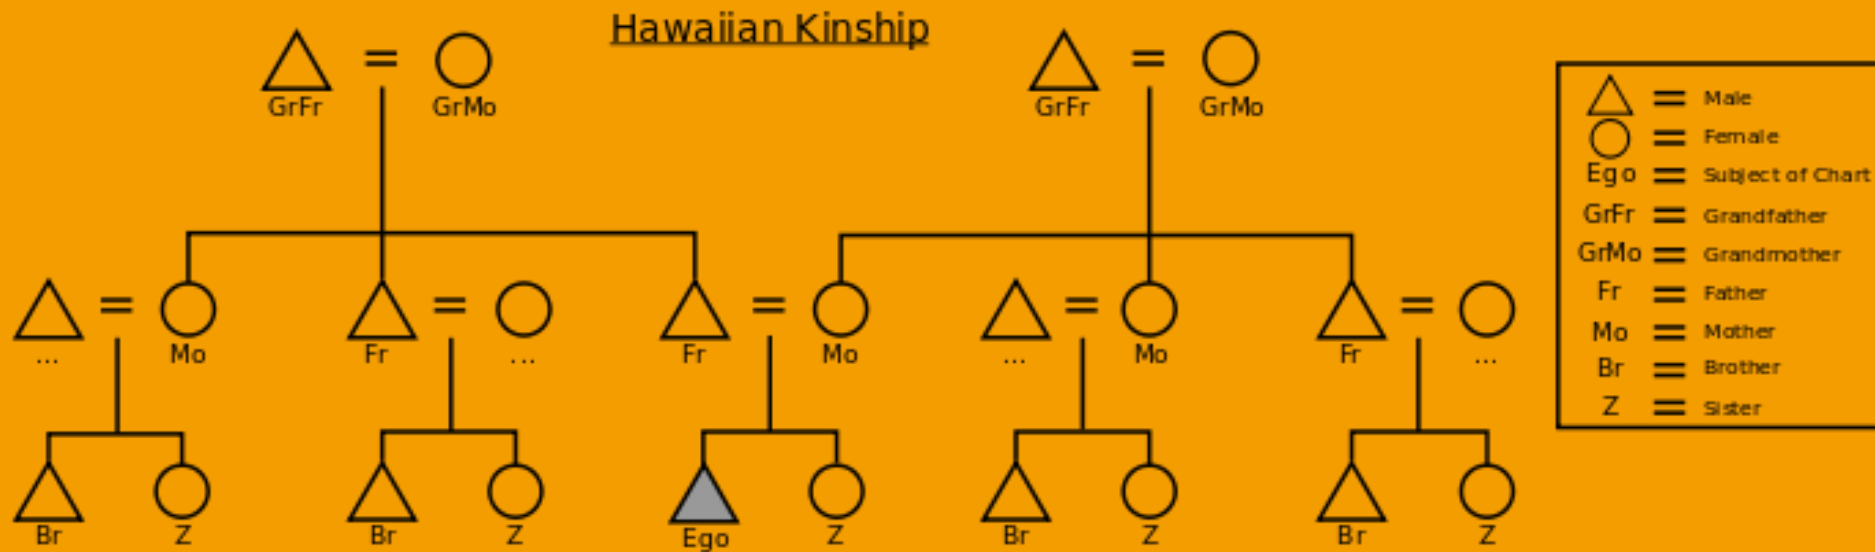 Hawaiian Kinship
GrFr = GrMo
GrFr = GrMo
... = Mo
Fr = ...
Fr = Mo
... = Mo
Fr = ...
Br Z
Br Z
Ego Z
Br Z
Br Z
= Male
= Female
Ego = Subject of Chart
GrFr = Grandfather
GrMo = Grandmother
Fr = Father
Mo = Mother
Br = Brother
Z = Sister